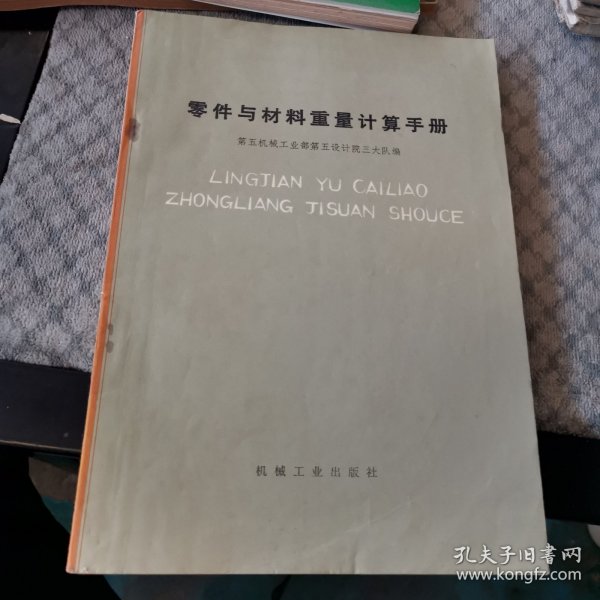 零件与材料重量计算手册
第五机械工业部第五设计院三大队编
LINGJIAN YU CAILIAO
ZHONGLIANG JISUAN SHOUCE
机械工业出版社
孔夫子旧书网
www.kongfz.com